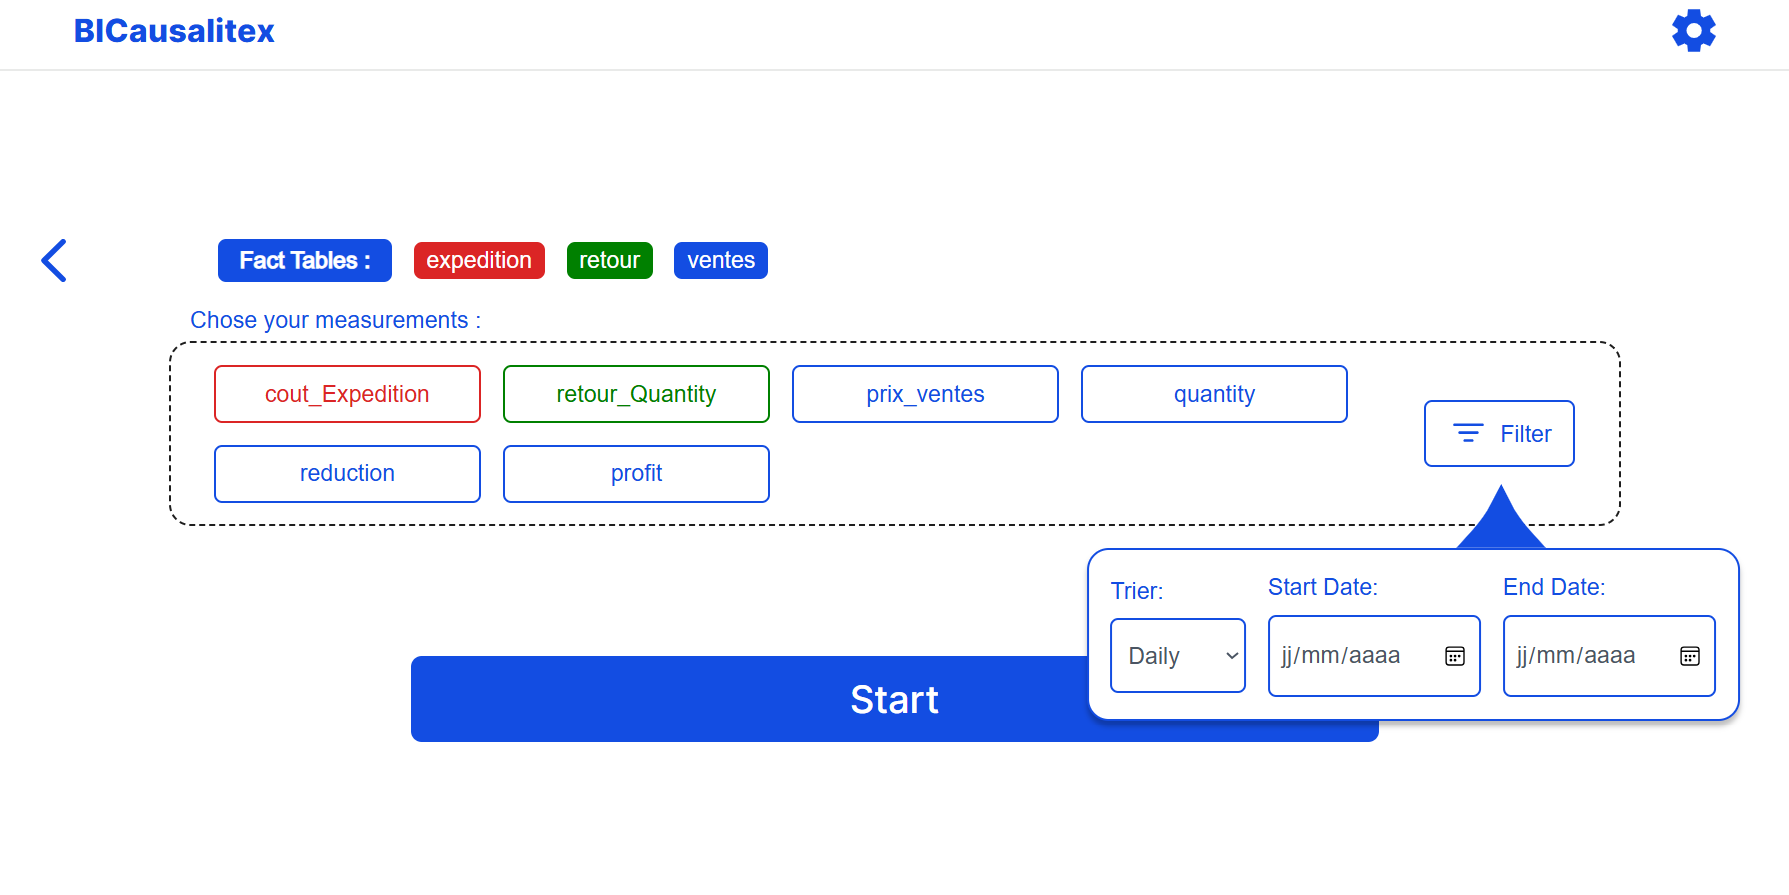 BICausalitex
Fact Tables : expedition retour ventes
Chose your measurements :
cout_Expedition retour_Quantity prix_ventes quantity
Filter
reduction profit
Trier: Start Date: End Date:
Daily jj/mm/aaaa jj/mm/aaaa
Start